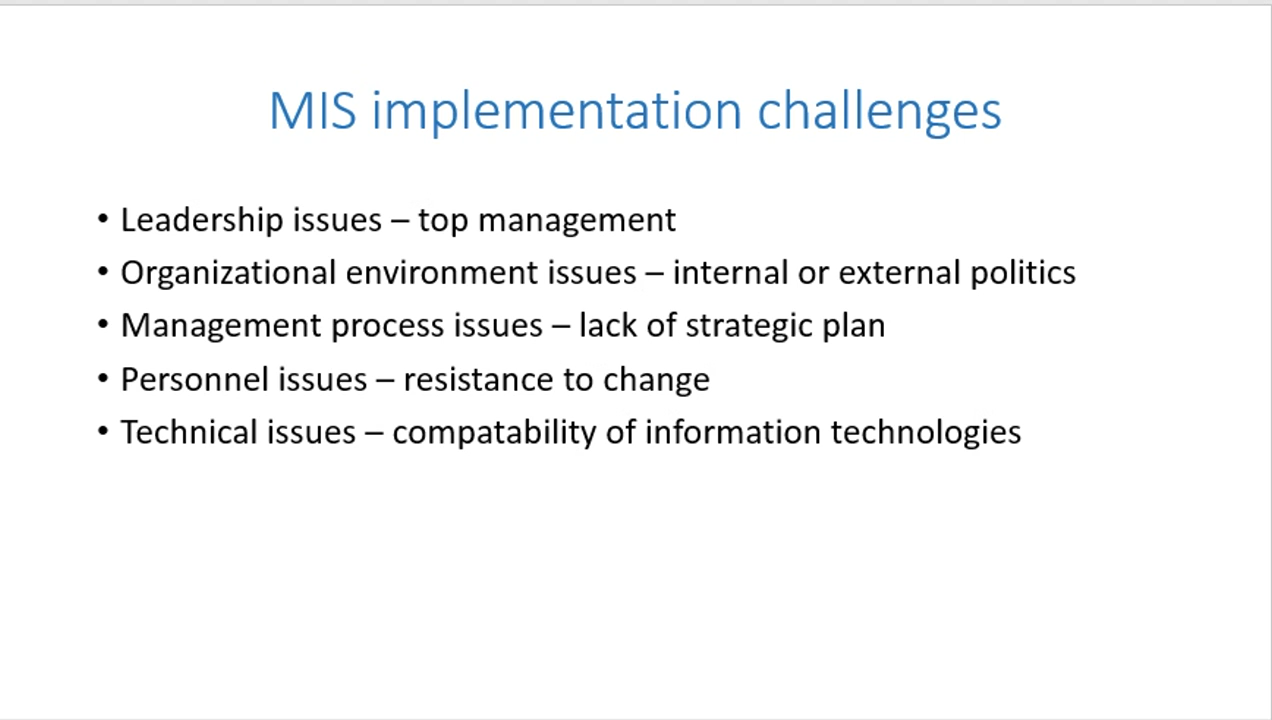 MIS implementation challenges
• Leadership issues – top management
• Organizational environment issues – internal or external politics
• Management process issues – lack of strategic plan
• Personnel issues – resistance to change
• Technical issues – compatability of information technologies